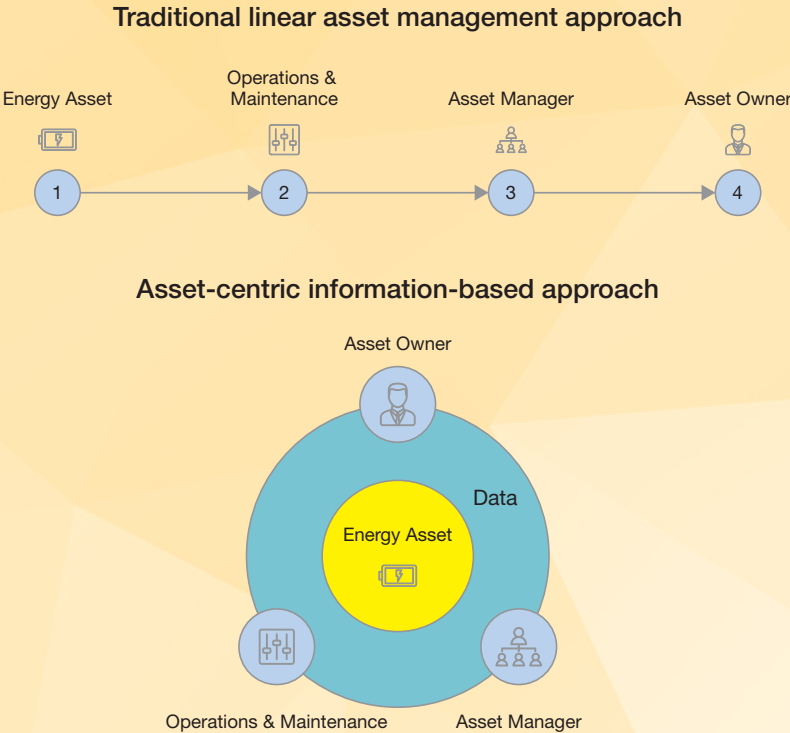 Traditional linear asset management approach
Energy Asset
Operations &
Maintenance
Asset Manager
Asset Owner
1
2
3
4
Asset-centric information-based approach
Asset Owner
Data
Energy Asset
Operations & Maintenance
Asset Manager